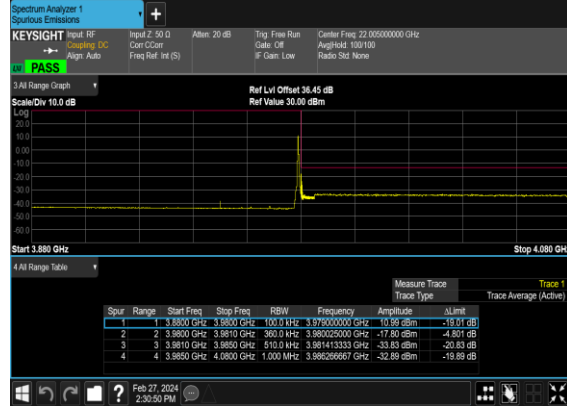 Spectrum Analyzer 1
Spurious Emissions
+
KEYSIGHT Input: RF Input Z: 50 Ω Atten: 20 dB Trig: Free Run Center Freq: 22.005000000 GHz
Coupling: DC Corr CCorr Gate: Off Avg|Hold: 100/100
Align: Auto Freq Ref: Int (S) IF Gain: Low Radio Std: None
PASS
3 All Range Graph
Ref Lvl Offset 36.45 dB
Scale/Div 10.0 dB Ref Value 30.00 dBm
Log
20.0
10.0
0.00
-10.0
-20.0
-30.0
-40.0
-50.0
-60.0
Start 3.880 GHz Stop 4.080 GH
4 All Range Table
Measure Trace Trace 1
Trace Type Trace Average (Active)
Spur Range Start Freq Stop Freq RBW Frequency Amplitude ΔLimit
1 1 3.8800 GHz 3.9800 GHz 100.0 kHz 3.979000000 GHz 10.99 dBm -19.01 dB
2 2 3.9800 GHz 3.9810 GHz 360.0 kHz 3.980025000 GHz -17.80 dBm -4.801 dB
3 3 3.9810 GHz 3.9850 GHz 510.0 kHz 3.981413333 GHz -33.83 dBm -20.83 dB
4 4 3.9850 GHz 4.0800 GHz 1.000 MHz 3.986266667 GHz -32.89 dBm -19.89 dB
? Feb 27, 2024
2:30:50 PM